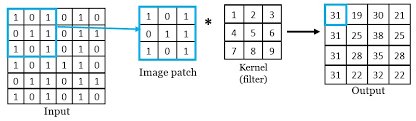 1 0 1 0 1 0
0 1 1 0 1 1
1 0 1 0 1 0
1 0 1 1 1 0
0 1 1 0 1 1
1 0 1 0 1 0
Input
1 0 1
0 1 1
1 0 1
Image patch
*
1 2 3
4 5 6
7 8 9
Kernel
(filter)
31 19 30 21
31 25 38 25
31 28 35 28
31 22 32 22
Output